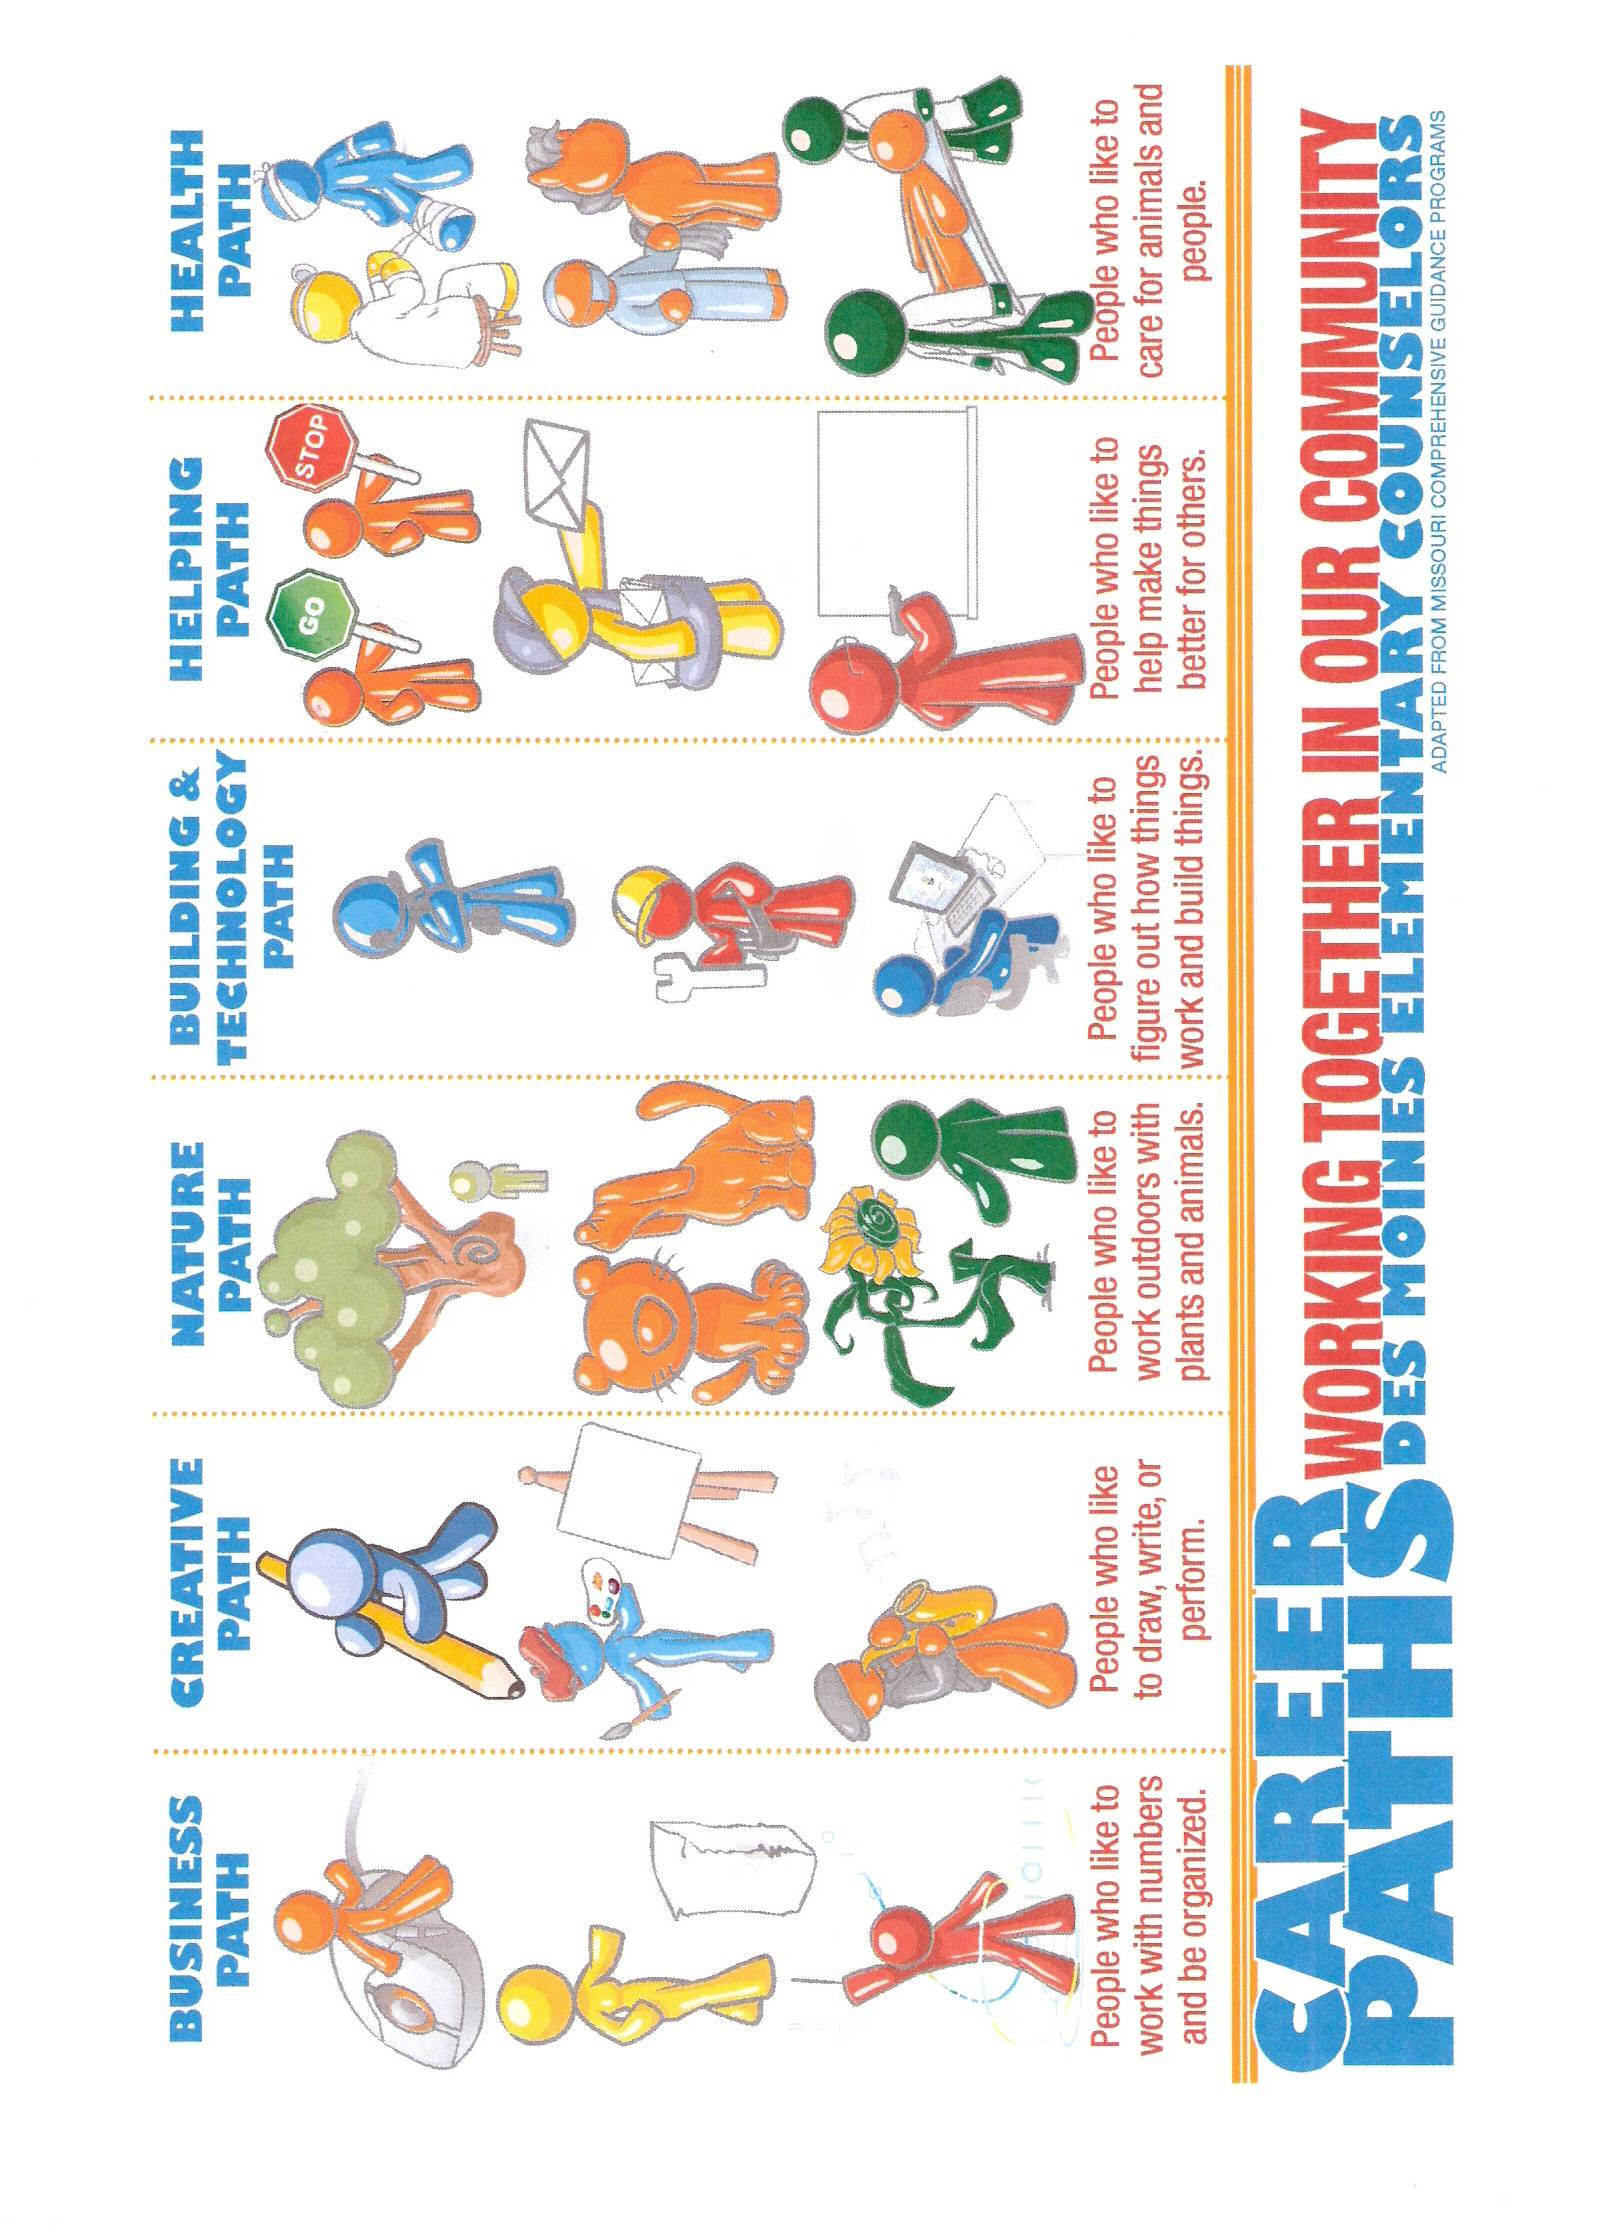 BUSINESS
PATH
People who like to
work with numbers
and be organized.
CREATIVE
PATH
People who like
to draw, write, or
perform.
NATURE
PATH
People who like to
work outdoors with
plants and animals.
BUILDING &
TECHNOLOGY
PATH
People who like to
figure out how things
work and build things.
HELPING
PATH
GO
STOP
People who like to
help make things
better for others.
HEALTH
PATH
People who like to
care for animals and
people.
CAREER
PATHS
WORKING TOGETHER IN OUR COMMUNITY
DES MOINES ELEMENTARY COUNSELORS
ADAPTED FROM MISSOURI COMPREHENSIVE GUIDANCE PROGRAMS